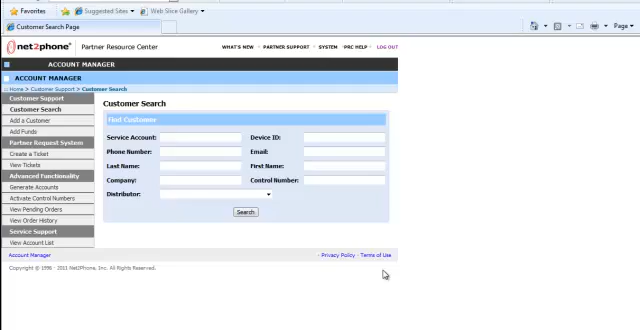 Favorites Suggested Sites Web Slice Gallery
Customer Search Page Page
net2phone Partner Resource Center WHAT'S NEW PARTNER SUPPORT SYSTEM PRC HELP LOG OUT
ACCOUNT MANAGER
ACCOUNT MANAGER
:: Home > Customer Support > Customer Search
Customer Support
Customer Search
Add a Customer
Add Funds
Partner Request System
Create a Ticket
View Tickets
Advanced Functionality
Generate Accounts
Activate Control Numbers
View Pending Orders
View Order History
Service Support
View Account List
Customer Search
Find Customer
Service Account: Device ID:
Phone Number: Email:
Last Name: First Name:
Company: Control Number:
Distributor:
Search
Account Manager - Privacy Policy - Terms of Use
Copyright © 1996 - 2011 Net2Phone, Inc. All Rights Reserved.